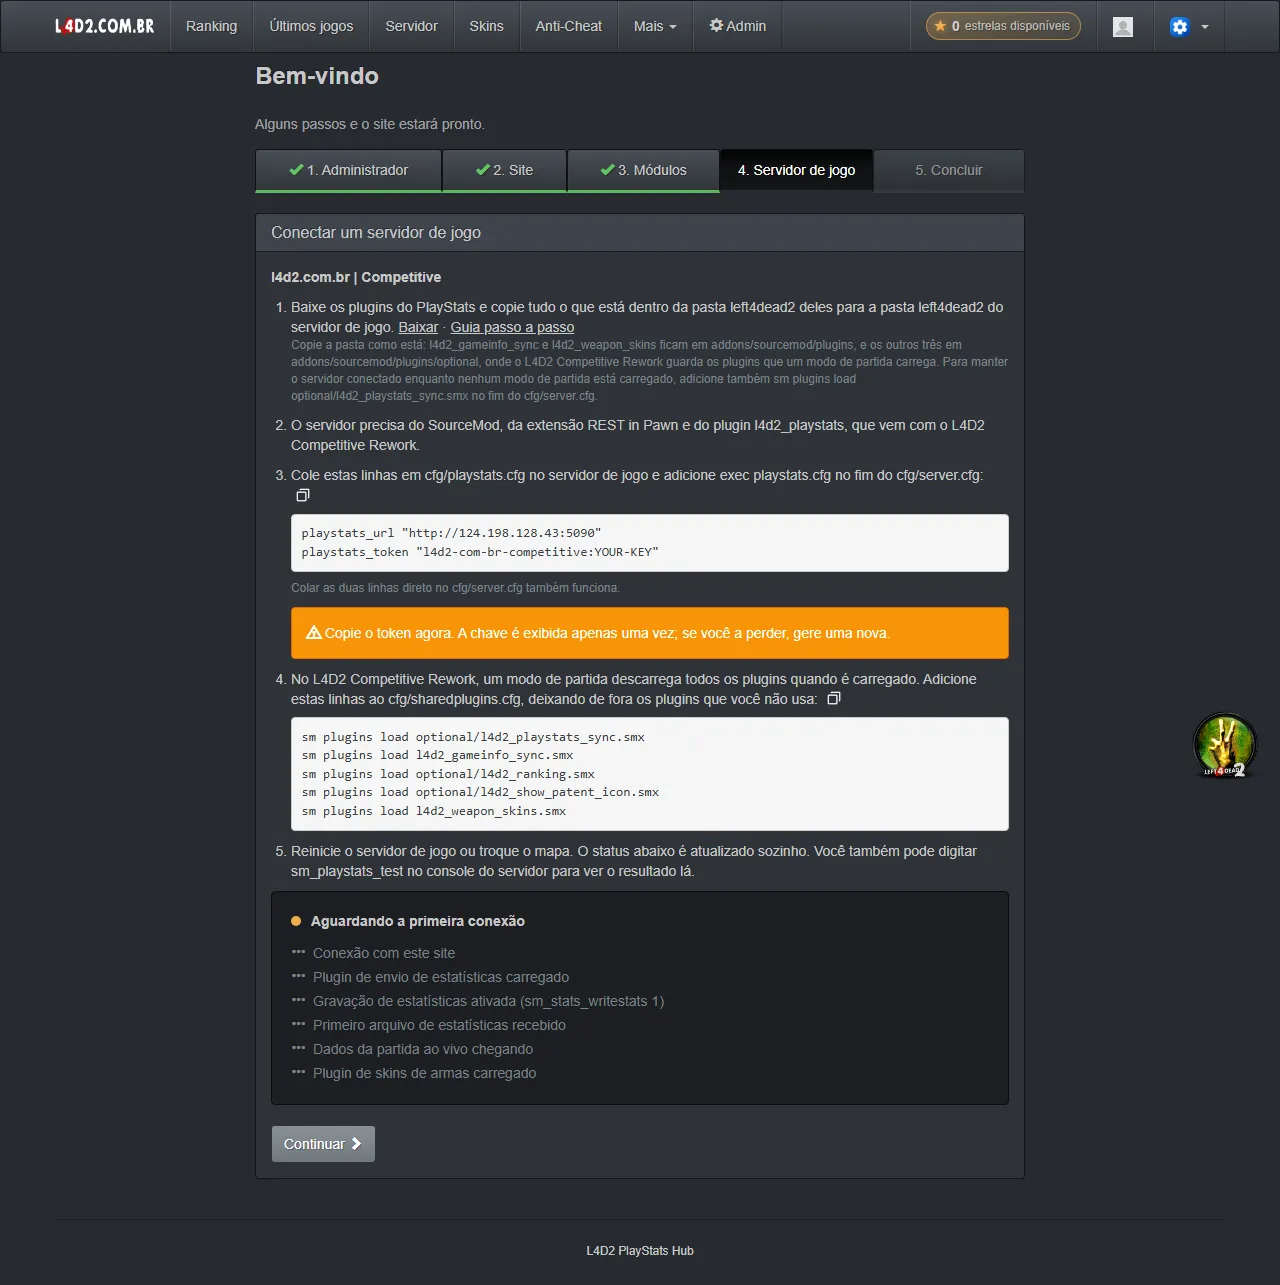 L4D2.COM.BR
Ranking
Últimos jogos
Servidor
Skins
Anti-Cheat
Mais
Admin
0 estrelas disponíveis
Bem-vindo
Alguns passos e o site estará pronto.
1. Administrador
2. Site
3. Módulos
4. Servidor de jogo
5. Concluir
Conectar um servidor de jogo
l4d2.com.br | Competitive
1. Baixe os plugins do PlayStats e copie tudo o que está dentro da pasta left4dead2 deles para a pasta left4dead2 do
servidor de jogo. Baixar · Guia passo a passo
Copie a pasta como está: l4d2_gameinfo_sync e l4d2_weapon_skins ficam em addons/sourcemod/plugins, e os outros três em
addons/sourcemod/plugins/optional, onde o L4D2 Competitive Rework guarda os plugins que um modo de partida carrega. Para manter
o servidor conectado enquanto nenhum modo de partida está carregado, adicione também sm plugins load
optional/l4d2_playstats_sync.smx no fim do cfg/server.cfg.
2. O servidor precisa do SourceMod, da extensão REST in Pawn e do plugin l4d2_playstats, que vem com o L4D2
Competitive Rework.
3. Cole estas linhas em cfg/playstats.cfg no servidor de jogo e adicione exec playstats.cfg no fim do cfg/server.cfg:
playstats_url "http://124.198.128.43:5090"
playstats_token "l4d2-com-br-competitive:YOUR-KEY"
Colar as duas linhas direto no cfg/server.cfg também funciona.
Copie o token agora. A chave é exibida apenas uma vez; se você a perder, gere uma nova.
4. No L4D2 Competitive Rework, um modo de partida descarrega todos os plugins quando é carregado. Adicione
estas linhas ao cfg/sharedplugins.cfg, deixando de fora os plugins que você não usa:
sm plugins load optional/l4d2_playstats_sync.smx
sm plugins load l4d2_gameinfo_sync.smx
sm plugins load optional/l4d2_ranking.smx
sm plugins load optional/l4d2_show_patent_icon.smx
sm plugins load l4d2_weapon_skins.smx
LEFT 4 DEAD 2
5. Reinicie o servidor de jogo ou troque o mapa. O status abaixo é atualizado sozinho. Você também pode digitar
sm_playstats_test no console do servidor para ver o resultado lá.
Aguardando a primeira conexão
Conexão com este site
Plugin de envio de estatísticas carregado
Gravação de estatísticas ativada (sm_stats_writestats 1)
Primeiro arquivo de estatísticas recebido
Dados da partida ao vivo chegando
Plugin de skins de armas carregado
Continuar
L4D2 PlayStats Hub